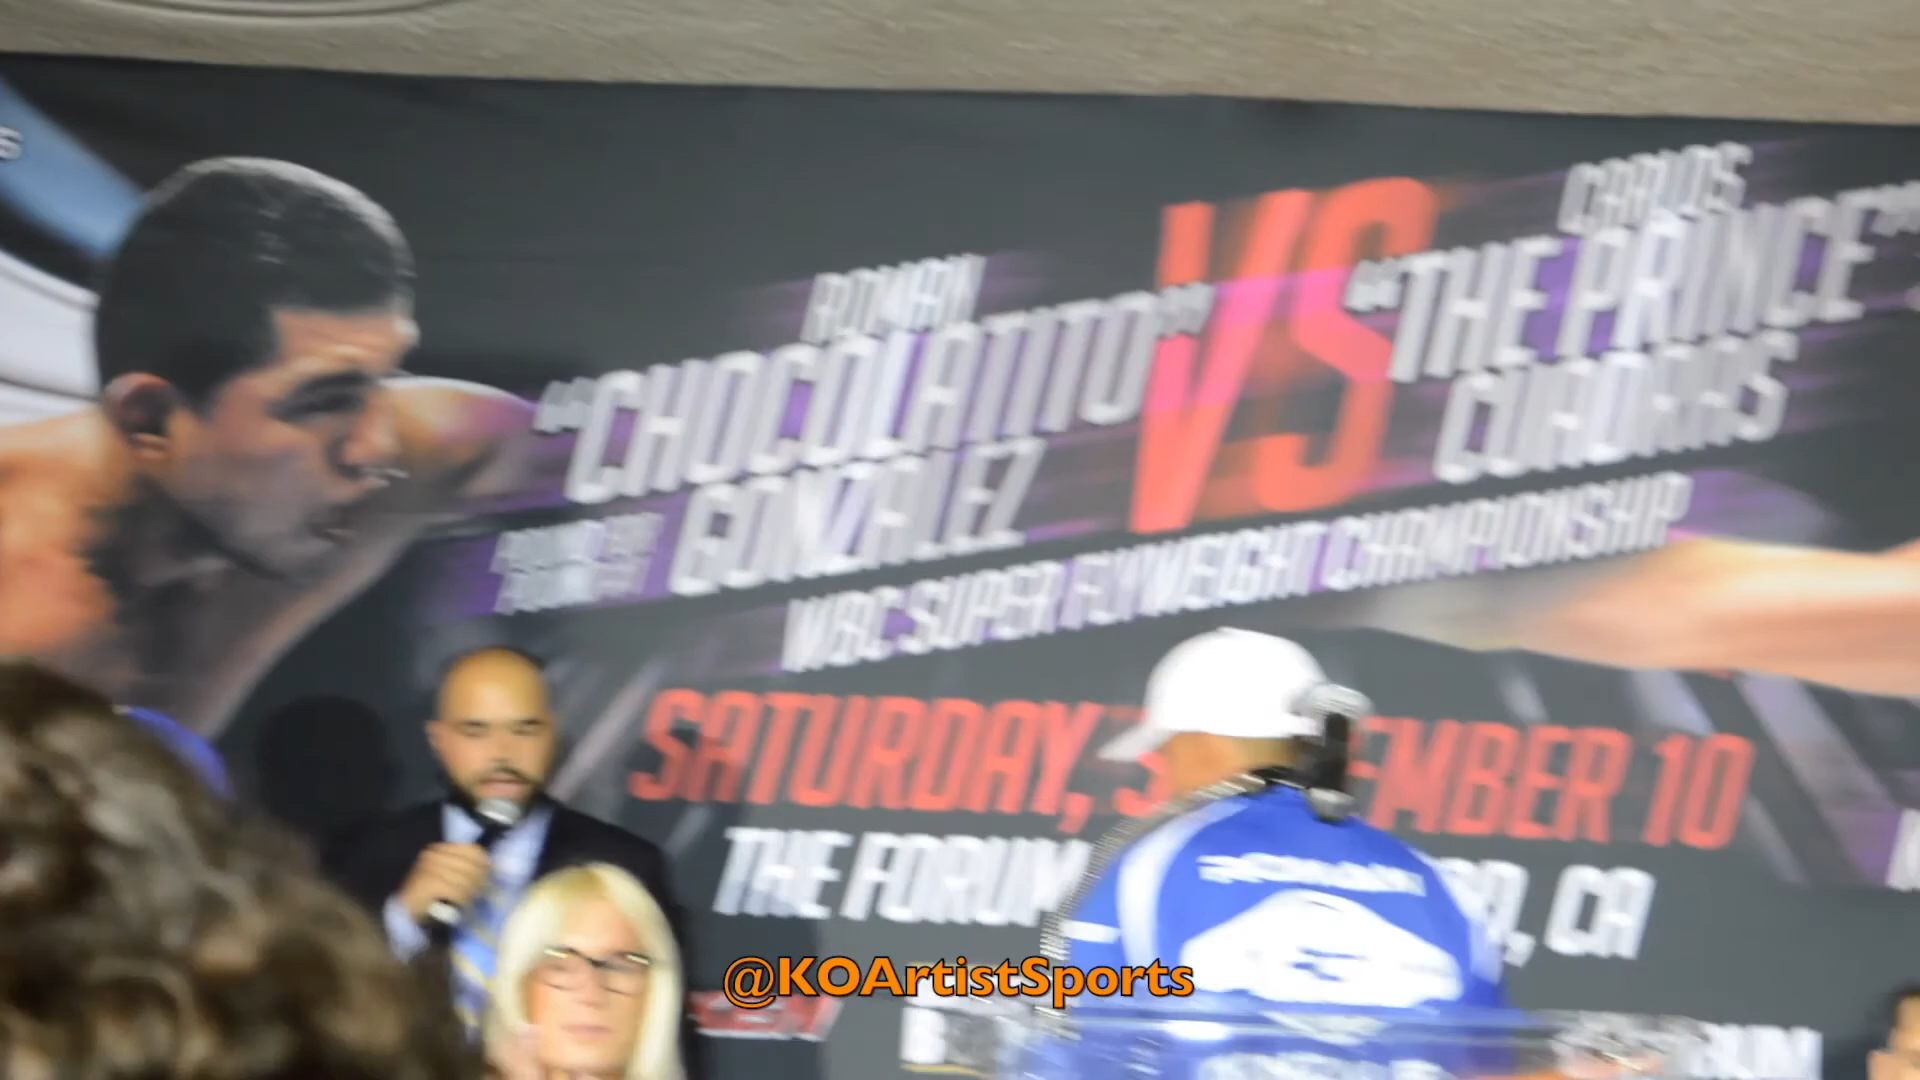 ROMAN
"CHOCOLATITO"
GONZALEZ
VS
CARLOS
"THE PRINCE"
CUADRAS
WBC SUPER FLYWEIGHT CHAMPIONSHIP
SATURDAY, S EMBER 10
THE FORUM , CA
@KOArtistSports